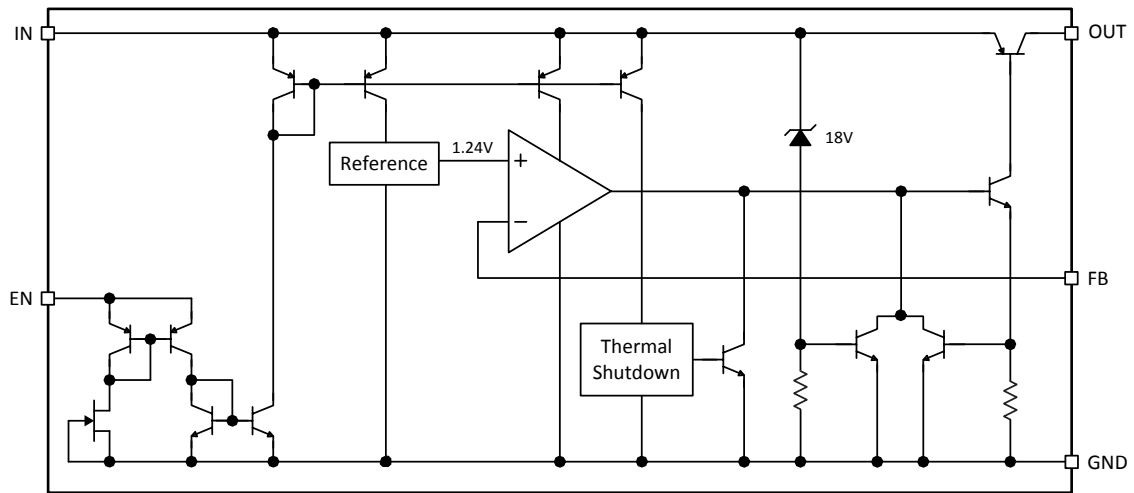 IN
OUT
18V
1.24V
Reference
+
−
FB
EN
Thermal
Shutdown
GND